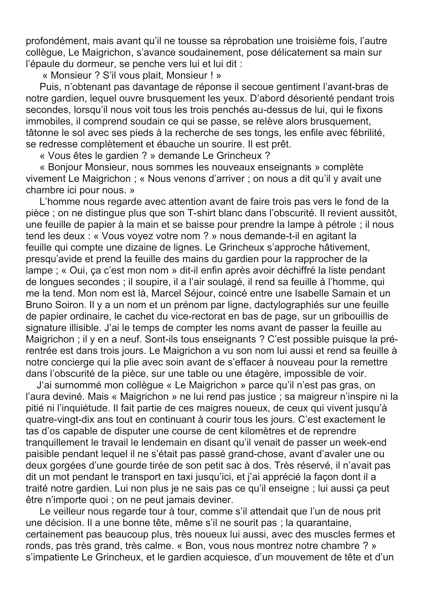 profondément, mais avant qu'il ne tousse sa réprobation une troisième fois, l'autre
collègue, Le Maigrichon, s'avance soudainement, pose délicatement sa main sur
l'épaule du dormeur, se penche vers lui et lui dit :
« Monsieur ? S'il vous plait, Monsieur ! »
Puis, n'obtenant pas davantage de réponse il secoue gentiment l'avant-bras de
notre gardien, lequel ouvre brusquement les yeux. D'abord désorienté pendant trois
secondes, lorsqu'il nous voit tous les trois penchés au-dessus de lui, qui le fixons
immobiles, il comprend soudain ce qui se passe, se relève alors brusquement,
tâtonne le sol avec ses pieds à la recherche de ses tongs, les enfile avec fébrilité,
se redresse complètement et ébauche un sourire. Il est prêt.
« Vous êtes le gardien ? » demande Le Grincheux ?
« Bonjour Monsieur, nous sommes les nouveaux enseignants » complète
vivement Le Maigrichon ; « Nous venons d'arriver ; on nous a dit qu'il y avait une
chambre ici pour nous. »
L'homme nous regarde avec attention avant de faire trois pas vers le fond de la
pièce ; on ne distingue plus que son T-shirt blanc dans l'obscurité. Il revient aussitôt,
une feuille de papier à la main et se baisse pour prendre la lampe à pétrole ; il nous
tend les deux : « Vous voyez votre nom ? » nous demande-t-il en agitant la
feuille qui compte une dizaine de lignes. Le Grincheux s'approche hâtivement,
presqu'avide et prend la feuille des mains du gardien pour la rapprocher de la
lampe ; « Oui, ça c'est mon nom » dit-il enfin après avoir déchiffré la liste pendant
de longues secondes ; il soupire, il a l'air soulagé, il rend sa feuille à l'homme, qui
me la tend. Mon nom est là, Marcel Séjour, coincé entre une Isabelle Samain et un
Bruno Soiron. Il y a un nom et un prénom par ligne, dactylographiés sur une feuille
de papier ordinaire, le cachet du vice-rectorat en bas de page, sur un gribouillis de
signature illisible. J'ai le temps de compter les noms avant de passer la feuille au
Maigrichon ; il y en a neuf. Sont-ils tous enseignants ? C'est possible puisque la pré-
rentrée est dans trois jours. Le Maigrichon a vu son nom lui aussi et rend sa feuille à
notre concierge qui la plie avec soin avant de s'effacer à nouveau pour la remettre
dans l'obscurité de la pièce, sur une table ou une étagère, impossible de voir.
J'ai surnommé mon collègue « Le Maigrichon » parce qu'il n'est pas gras, on
l'aura deviné. Mais « Maigrichon » ne lui rend pas justice ; sa maigreur n'inspire ni la
pitié ni l'inquiétude. Il fait partie de ces maigres noueux, de ceux qui vivent jusqu'à
quatre-vingt-dix ans tout en continuant à courir tous les jours. C'est exactement le
tas d'os capable de disputer une course de cent kilomètres et de reprendre
tranquillement le travail le lendemain en disant qu'il venait de passer un week-end
paisible pendant lequel il ne s'était pas passé grand-chose, avant d'avaler une ou
deux gorgées d'une gourde tirée de son petit sac à dos. Très réservé, il n'avait pas
dit un mot pendant le transport en taxi jusqu'ici, et j'ai apprécié la façon dont il a
traité notre gardien. Lui non plus je ne sais pas ce qu'il enseigne ; lui aussi ça peut
être n'importe quoi ; on ne peut jamais deviner.
Le veilleur nous regarde tour à tour, comme s'il attendait que l'un de nous prit
une décision. Il a une bonne tête, même s'il ne sourit pas ; la quarantaine,
certainement pas beaucoup plus, très noueux lui aussi, avec des muscles fermes et
ronds, pas très grand, très calme. « Bon, vous nous montrez notre chambre ? »
s'impatiente Le Grincheux, et le gardien acquiesce, d'un mouvement de tête et d'un